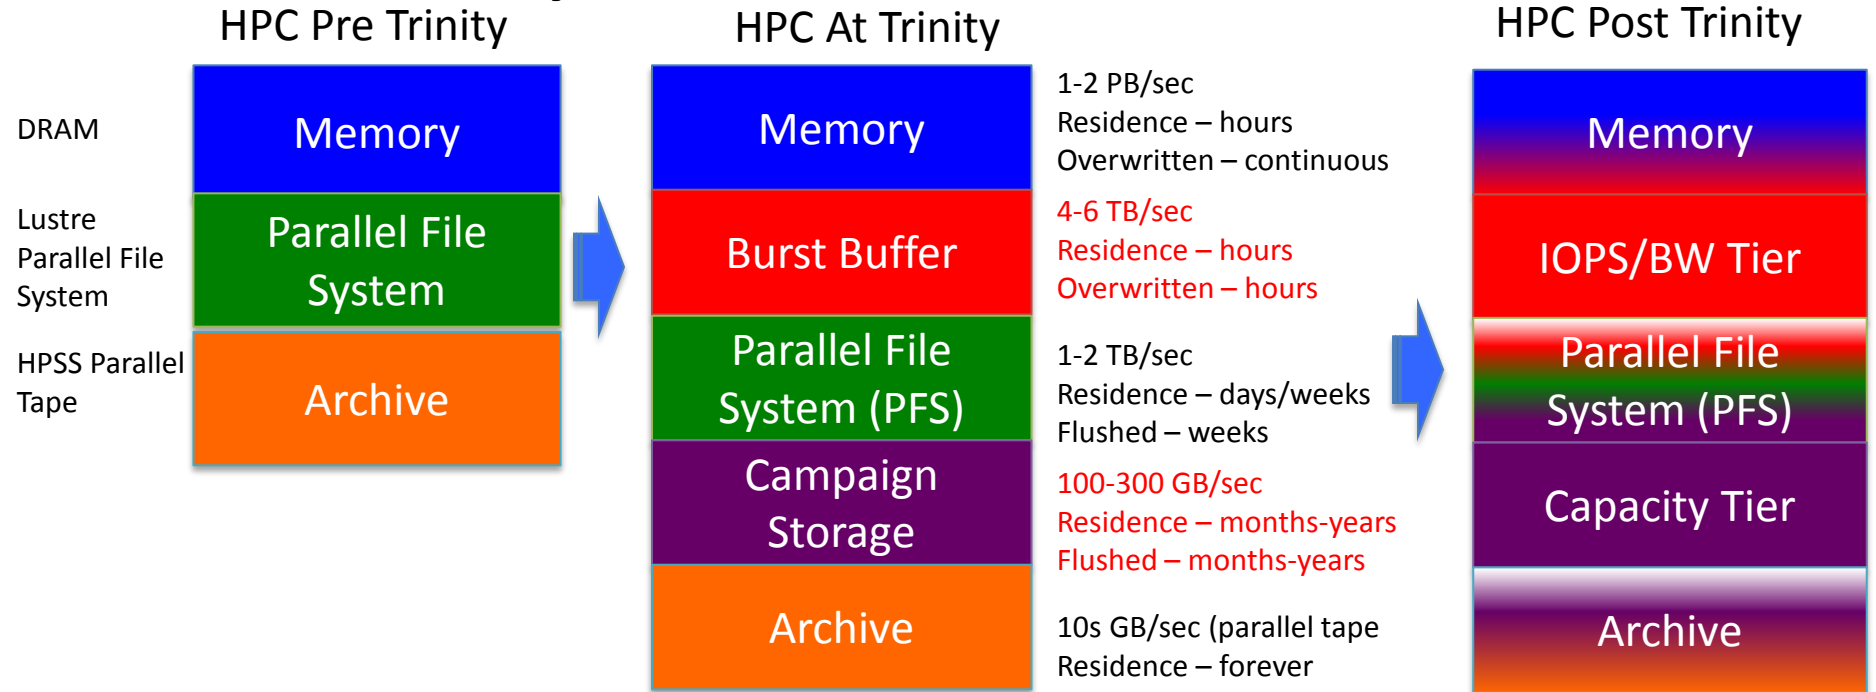 HPC Pre Trinity
HPC At Trinity
HPC Post Trinity
DRAM
Lustre
Parallel File
System
HPSS Parallel
Tape
Memory
Parallel File
System
Archive
Memory
Burst Buffer
Parallel File
System (PFS)
Campaign
Storage
Archive
1-2 PB/sec
Residence – hours
Overwritten – continuous
4-6 TB/sec
Residence – hours
Overwritten – hours
1-2 TB/sec
Residence – days/weeks
Flushed – weeks
100-300 GB/sec
Residence – months-years
Flushed – months-years
10s GB/sec (parallel tape
Residence – forever
Memory
IOPS/BW Tier
Parallel File
System (PFS)
Capacity Tier
Archive